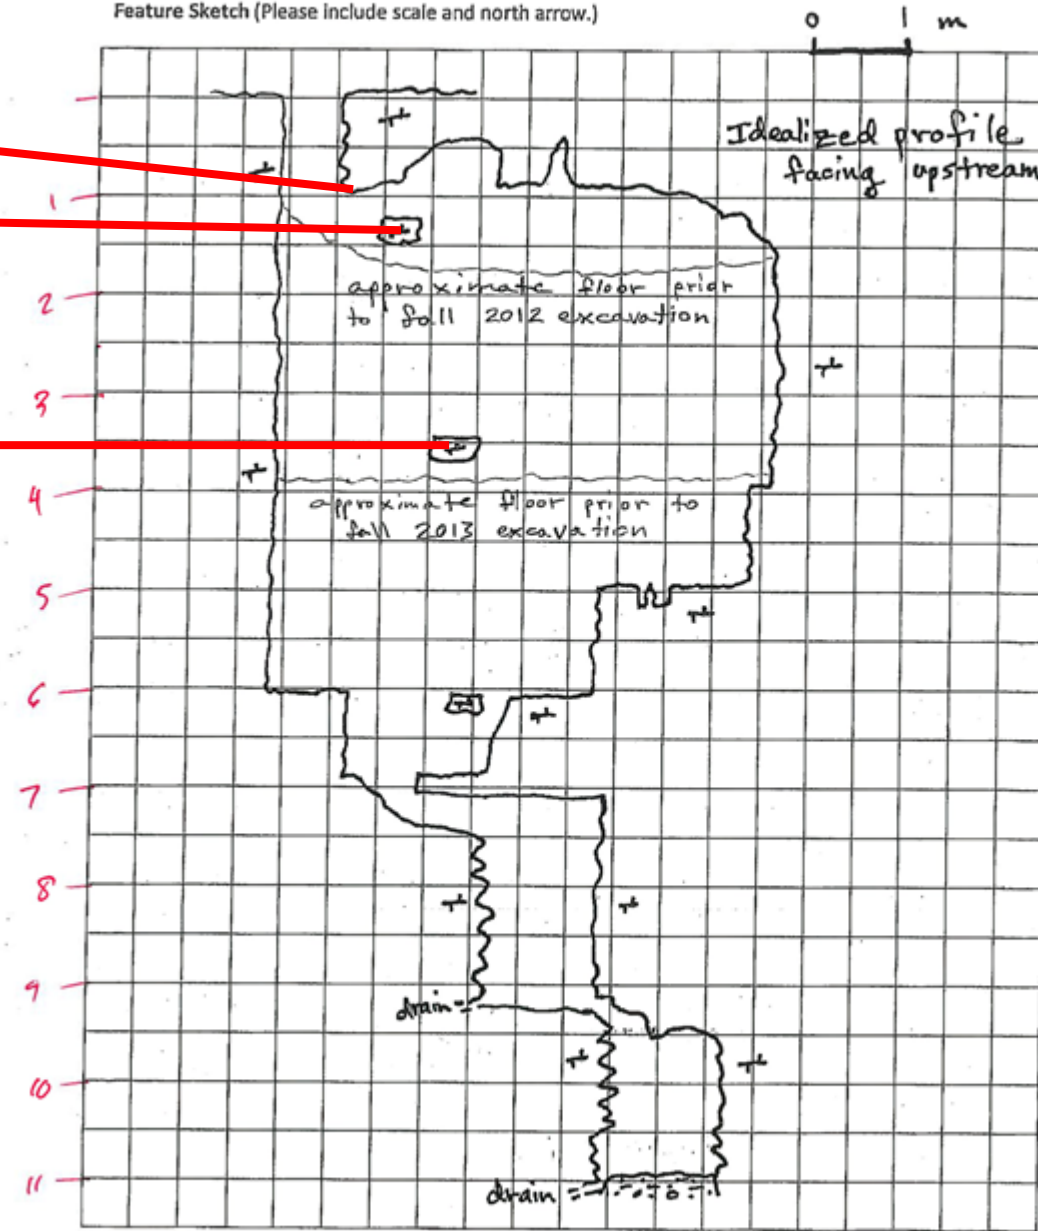 Feature Sketch (Please include scale and north arrow.)
0 1 m
Idealized profile
facing upstream
1
approximate floor prior
to fall 2012 excavation
2
3
4
approximate floor prior to
fall 2013 excavation
5
6
7
8
9
drain
10
11
drain